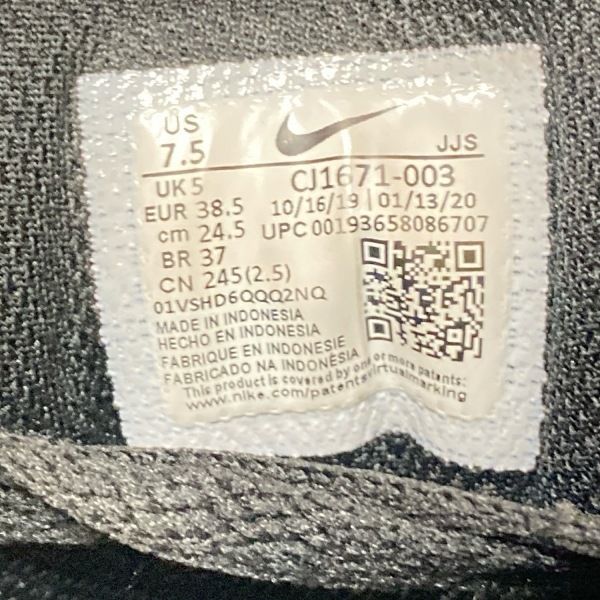 US
7.5
JJS
UK 5
CJ1671-003
EUR 38.5
10/16/19 | 01/13/20
cm 24.5
UPC 00193658086707
BR 37
CN 245(2.5)
01VSHD6QQQ2NQ
MADE IN INDONESIA
HECHO EN INDONESIA
FABRIQUE EN INDONESIE
FABRICADO NA INDONÈSIA
This product is covered by one or more patents:
www.nike.com/patentsvirtualmarking